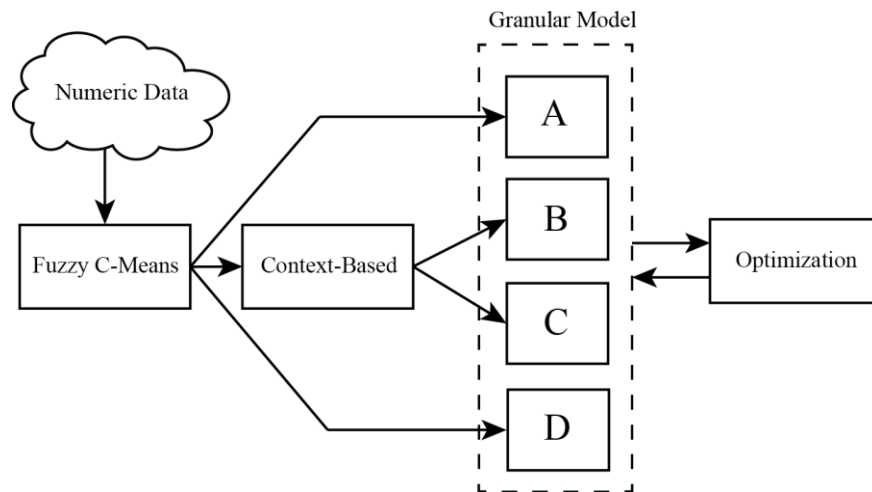 Granular Model
Numeric Data
A
B
Fuzzy C-Means
Context-Based
Optimization
C
D